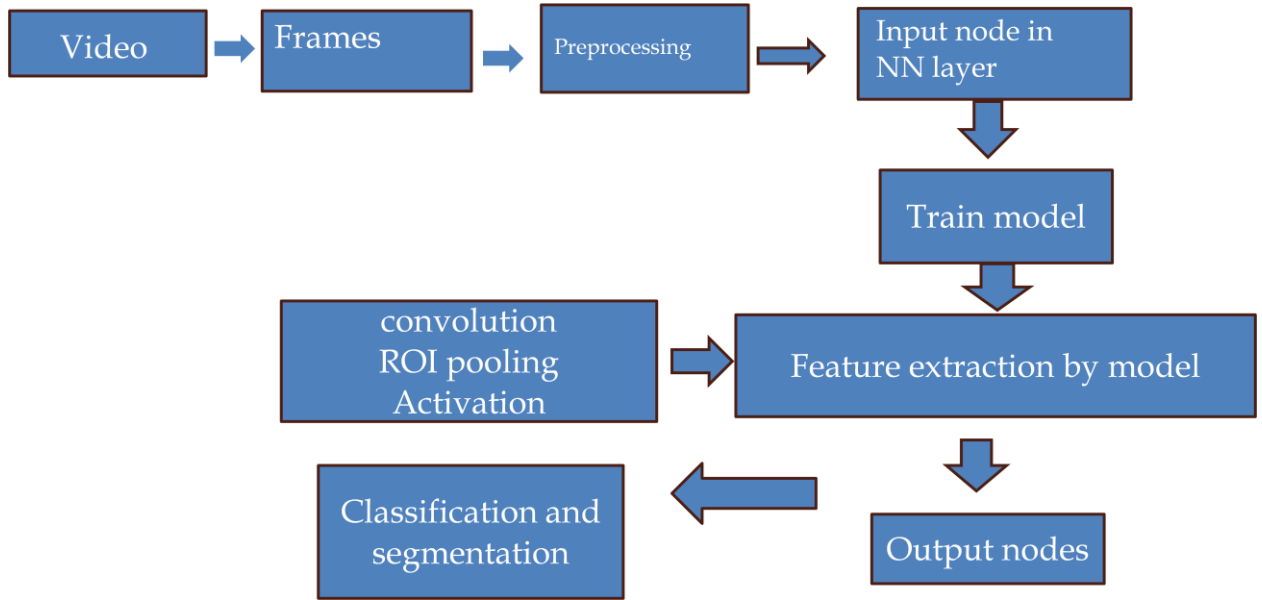 Video
Frames
Preprocessing
Input node in
NN layer
Train model
convolution
ROI pooling
Activation
Feature extraction by model
Classification and
segmentation
Output nodes